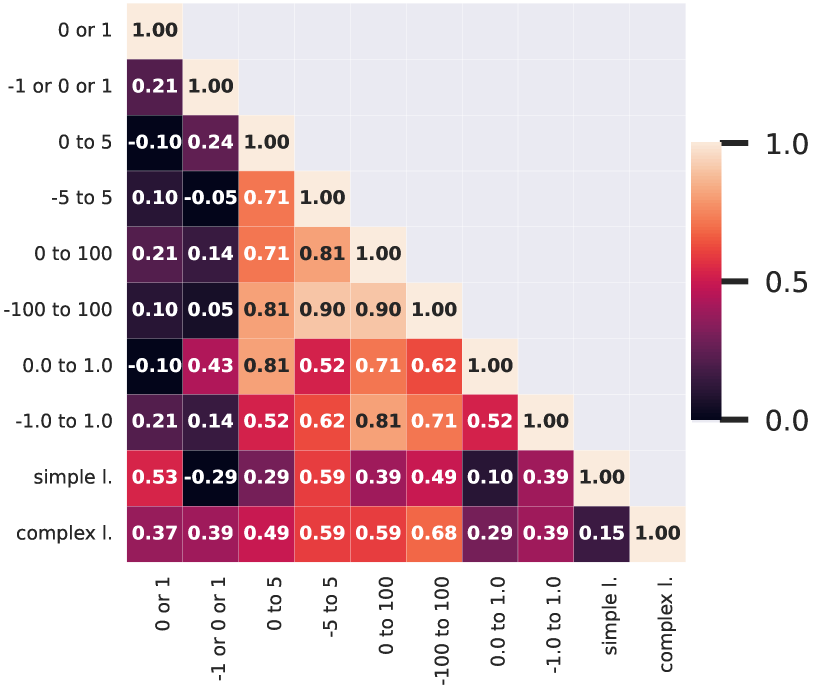 0 or 1 1.00
-1 or 0 or 1 0.21 1.00
0 to 5 -0.10 0.24 1.00
-5 to 5 0.10 -0.05 0.71 1.00
0 to 100 0.21 0.14 0.71 0.81 1.00
-100 to 100 0.10 0.05 0.81 0.90 0.90 1.00
0.0 to 1.0 -0.10 0.43 0.81 0.52 0.71 0.62 1.00
-1.0 to 1.0 0.21 0.14 0.52 0.62 0.81 0.71 0.52 1.00
simple l. 0.53 -0.29 0.29 0.59 0.39 0.49 0.10 0.39 1.00
complex l. 0.37 0.39 0.49 0.59 0.59 0.68 0.29 0.39 0.15 1.00
0 or 1
-1 or 0 or 1
0 to 5
-5 to 5
0 to 100
-100 to 100
0.0 to 1.0
-1.0 to 1.0
simple l.
complex l.
1.0
0.5
0.0